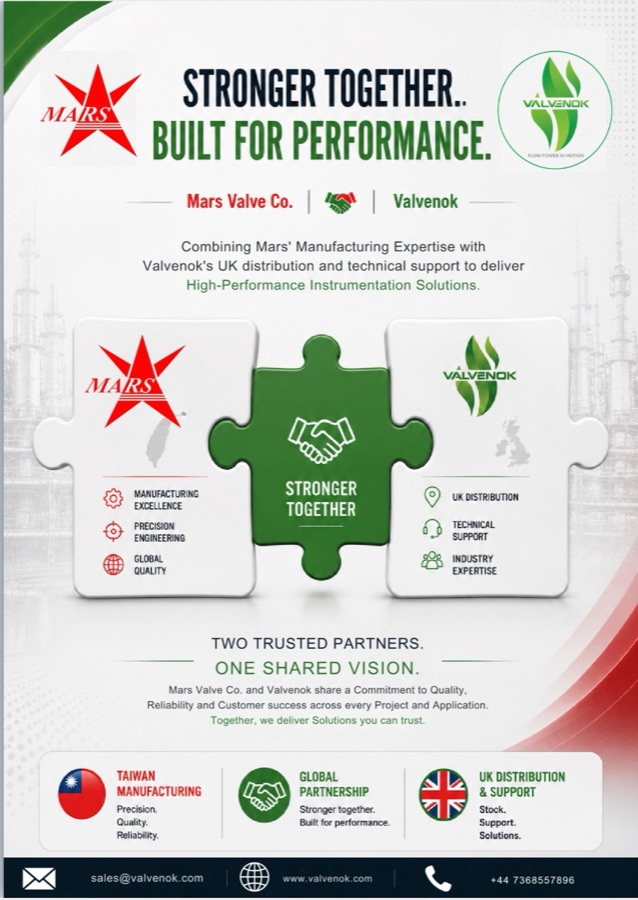 MARS
STRONGER TOGETHER..
BUILT FOR PERFORMANCE.
VALVENOK
FLOW POWER IN MOTION
Mars Valve Co.
Valvenok
Combining Mars' Manufacturing Expertise with
Valvenok's UK distribution and technical support to deliver
High-Performance Instrumentation Solutions.
MARS
MANUFACTURING
EXCELLENCE
PRECISION
ENGINEERING
GLOBAL
QUALITY
STRONGER
TOGETHER
VALVENOK
UK DISTRIBUTION
TECHNICAL
SUPPORT
INDUSTRY
EXPERTISE
TWO TRUSTED PARTNERS.
ONE SHARED VISION.
Mars Valve Co. and Valvenok share a Commitment to Quality,
Reliability and Customer success across every Project and Application.
Together, we deliver Solutions you can trust.
TAIWAN
MANUFACTURING
Precision.
Quality.
Reliability.
GLOBAL
PARTNERSHIP
Stronger together.
Built for performance.
UK DISTRIBUTION
& SUPPORT
Stock.
Support.
Solutions.
sales@valvenok.com
www.valvenok.com
+44 7368557896